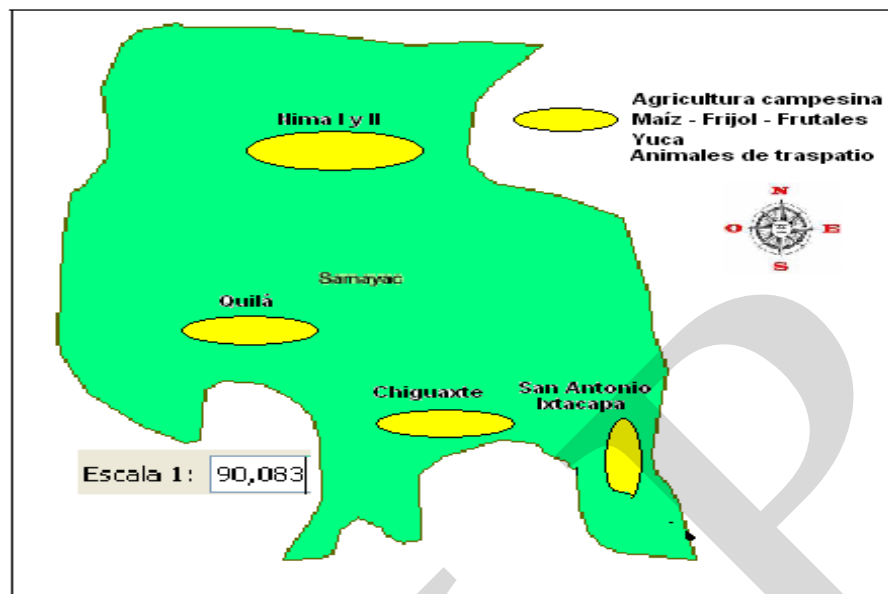 Nima I y II
Agricultura campesina
Maíz - Frijol - Frutales
Yuca
Animales de traspatio
N
O E
S
Samayac
Quilá
Chiguaxte
San Antonio
Ixtacapa
Escala 1: 90,083